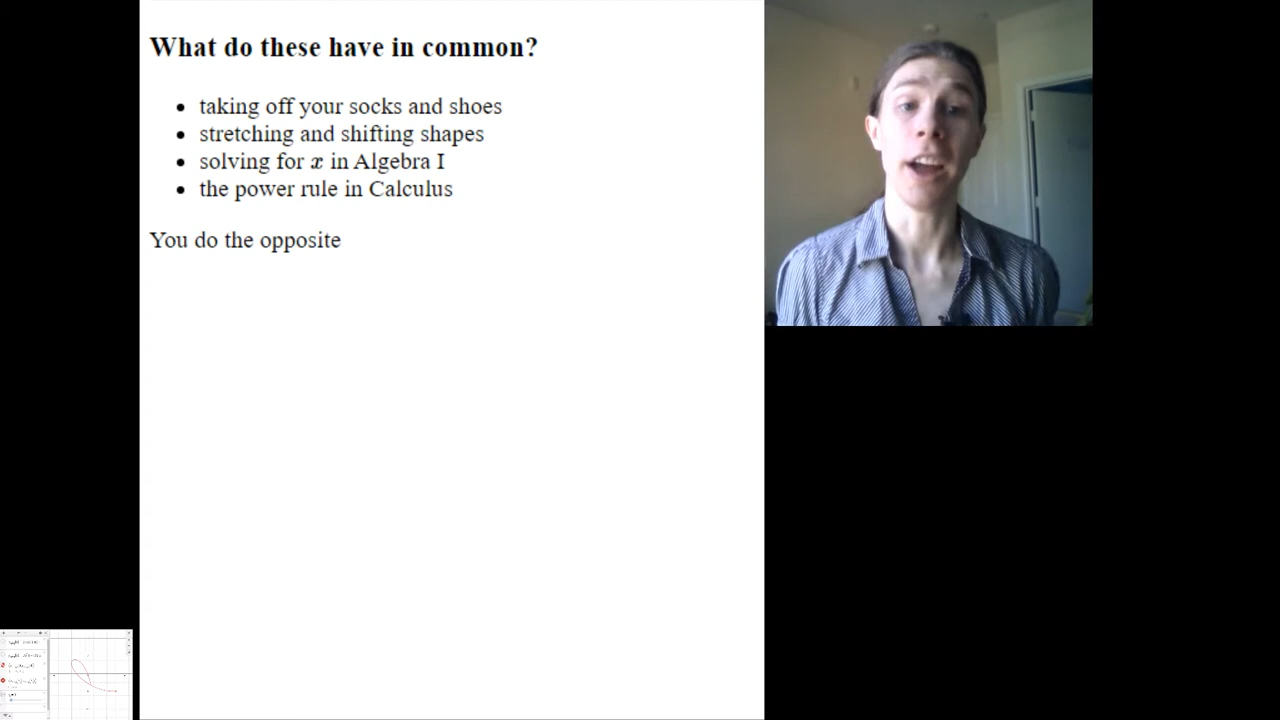 What do these have in common?
taking off your socks and shoes
stretching and shifting shapes
solving for x in Algebra I
the power rule in Calculus
You do the opposite